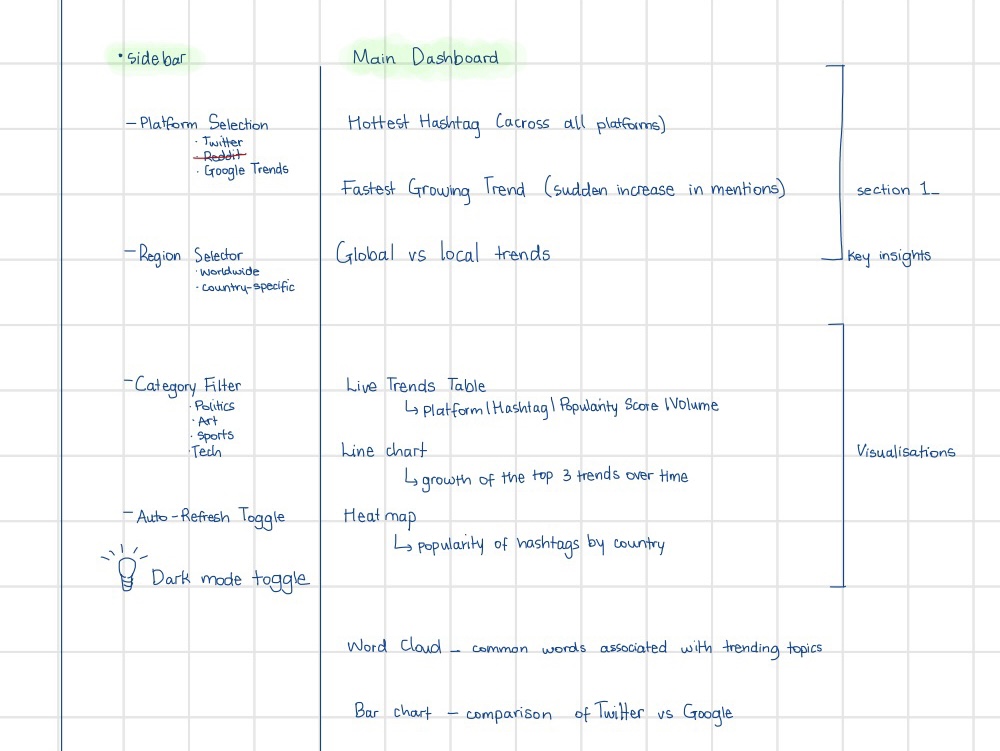 • sidebar
– Platform Selection
· Twitter
· Reddit
· Google Trends
– Region Selector
· Worldwide
· country-specific
– Category Filter
· Politics
· Art
· Sports
· Tech
– Auto-Refresh Toggle
Dark mode toggle
Main Dashboard
Hottest Hashtag (across all platforms)
Fastest Growing Trend (sudden increase in mentions)
Global vs local trends
section 1_
key insights
Live Trends Table
↳ Platform | Hashtag | Popularity Score | Volume
Line chart
↳ growth of the top 3 trends over time
Heat map
↳ popularity of hashtags by country
Visualisations
Word Cloud – common words associated with trending topics
Bar chart – comparison of Twitter vs Google